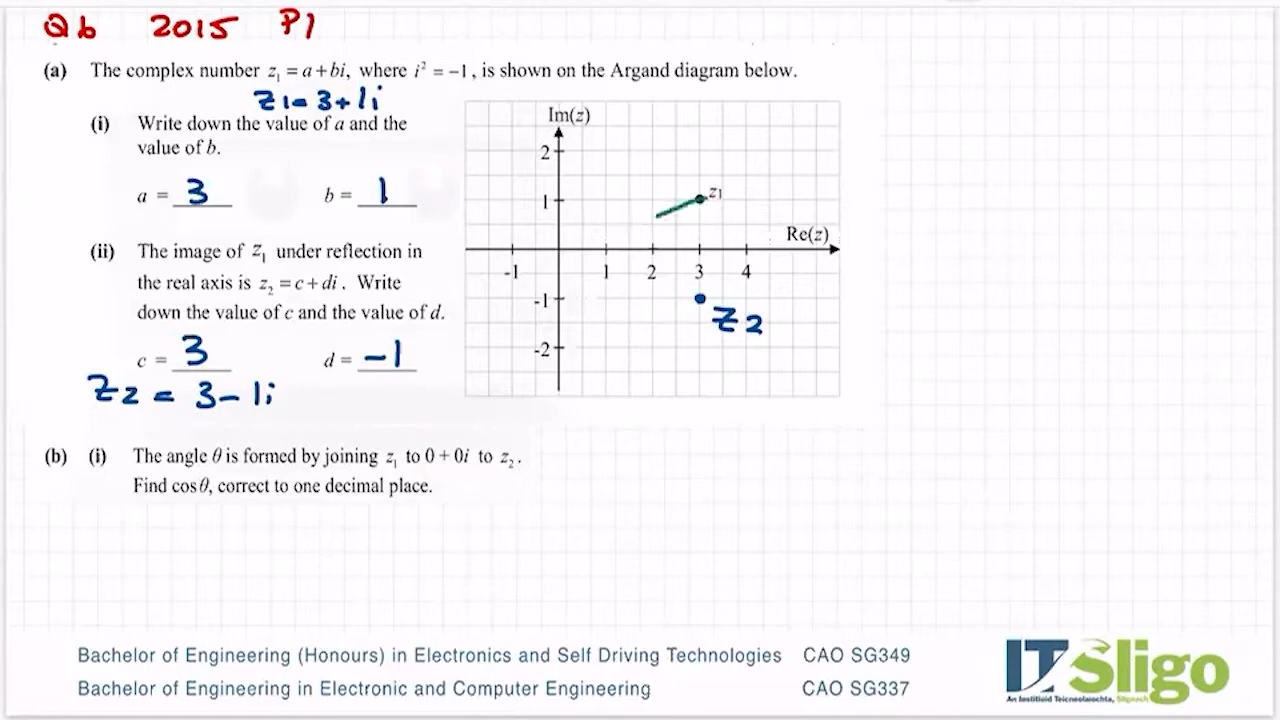 Q6 2015 P1
(a) The complex number z₁ = a + bi, where i² = −1, is shown on the Argand diagram below.
z1 = 3 + 1i
(i) Write down the value of a and the
value of b.
a = 3 b = 1
(ii) The image of z₁ under reflection in
the real axis is z₂ = c + di. Write
down the value of c and the value of d.
c = 3 d = −1
z2 = 3 − 1i
Im(z)
2
1 z1
Re(z)
-1 1 2 3 4
-1
z2
-2
(b) (i) The angle θ is formed by joining z₁ to 0 + 0i to z₂.
Find cos θ, correct to one decimal place.
Bachelor of Engineering (Honours) in Electronics and Self Driving Technologies CAO SG349
Bachelor of Engineering in Electronic and Computer Engineering CAO SG337
IT Sligo
An Institiúid Teicneolaíochta, Sligeach